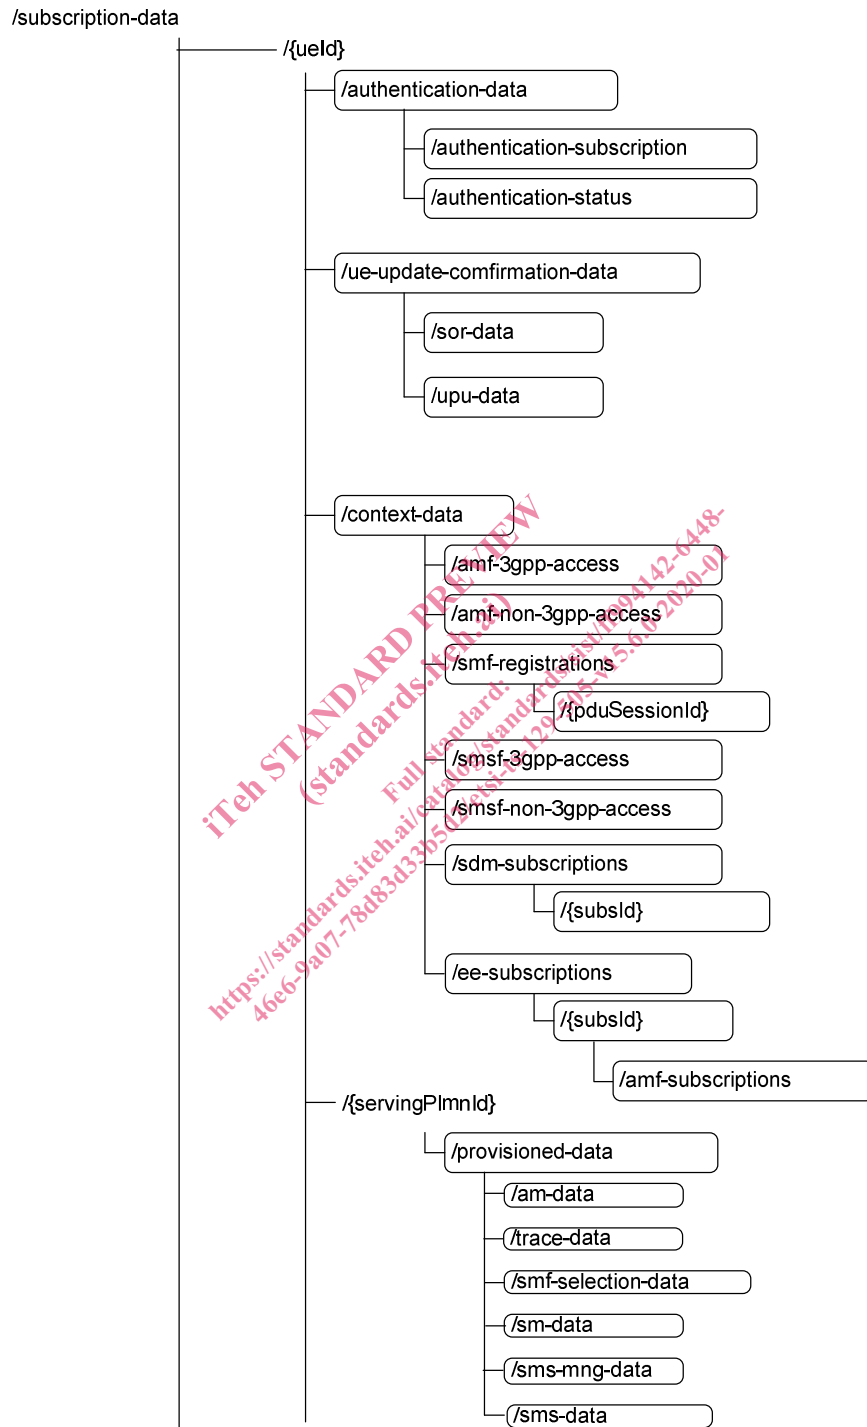 /subscription-data
/{ueId}
/authentication-data
/authentication-subscription
/authentication-status
/ue-update-comfirmation-data
/sor-data
/upu-data
/context-data
/amf-3gpp-access
/amf-non-3gpp-access
/smf-registrations
/{pduSessionId}
/smsf-3gpp-access
/smsf-non-3gpp-access
/sdm-subscriptions
/{subsId}
/ee-subscriptions
/{subsId}
/amf-subscriptions
/{servingPlmnId}
/provisioned-data
/am-data
/trace-data
/smf-selection-data
/sm-data
/sms-mng-data
/sms-data
iTeh STANDARD PREVIEW
(standards.iteh.ai)
Full standard: